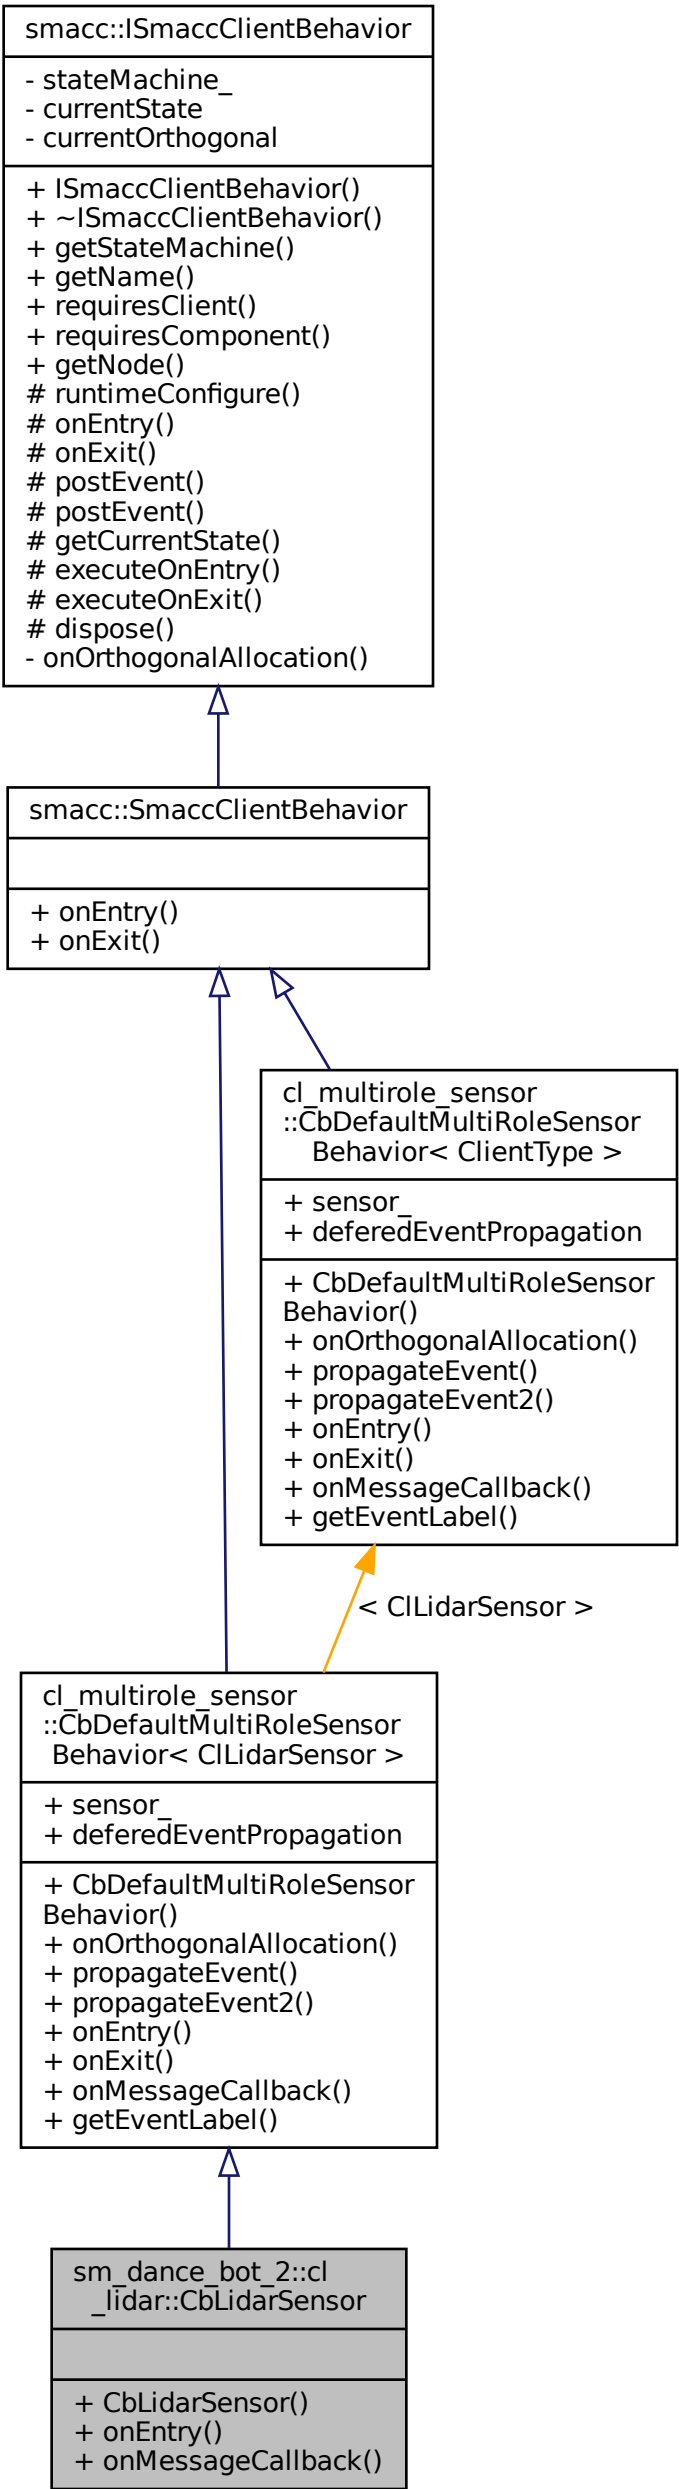 smacc::ISmaccClientBehavior
- stateMachine_
- currentState
- currentOrthogonal
+ ISmaccClientBehavior()
+ ~ISmaccClientBehavior()
+ getStateMachine()
+ getName()
+ requiresClient()
+ requiresComponent()
+ getNode()
# runtimeConfigure()
# onEntry()
# onExit()
# postEvent()
# postEvent()
# getCurrentState()
# executeOnEntry()
# executeOnExit()
# dispose()
- onOrthogonalAllocation()
smacc::SmaccClientBehavior
+ onEntry()
+ onExit()
cl_multirole_sensor
::CbDefaultMultiRoleSensor
Behavior< ClientType >
+ sensor_
+ deferedEventPropagation
+ CbDefaultMultiRoleSensor
Behavior()
+ onOrthogonalAllocation()
+ propagateEvent()
+ propagateEvent2()
+ onEntry()
+ onExit()
+ onMessageCallback()
+ getEventLabel()
< ClLidarSensor >
cl_multirole_sensor
::CbDefaultMultiRoleSensor
Behavior< ClLidarSensor >
+ sensor_
+ deferedEventPropagation
+ CbDefaultMultiRoleSensor
Behavior()
+ onOrthogonalAllocation()
+ propagateEvent()
+ propagateEvent2()
+ onEntry()
+ onExit()
+ onMessageCallback()
+ getEventLabel()
sm_dance_bot_2::cl
_lidar::CbLidarSensor
+ CbLidarSensor()
+ onEntry()
+ onMessageCallback()